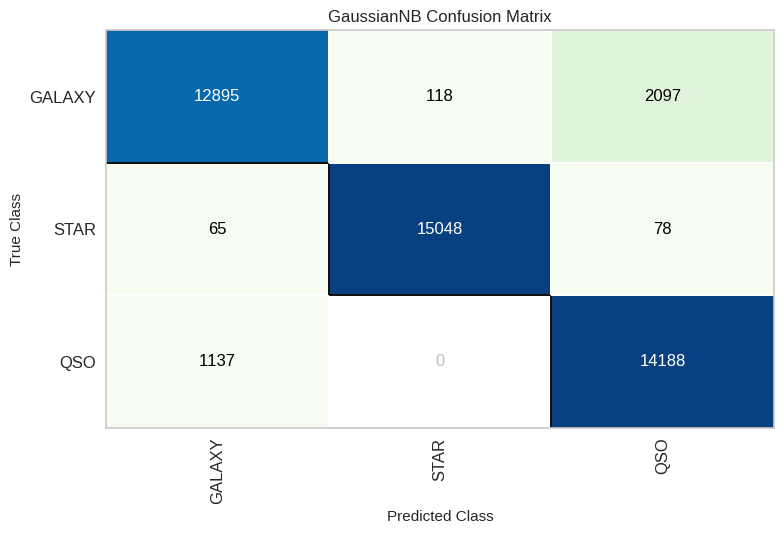 GaussianNB Confusion Matrix
True Class
GALAXY
12895
118
2097
STAR
65
15048
78
QSO
1137
0
14188
GALAXY
STAR
QSO
Predicted Class